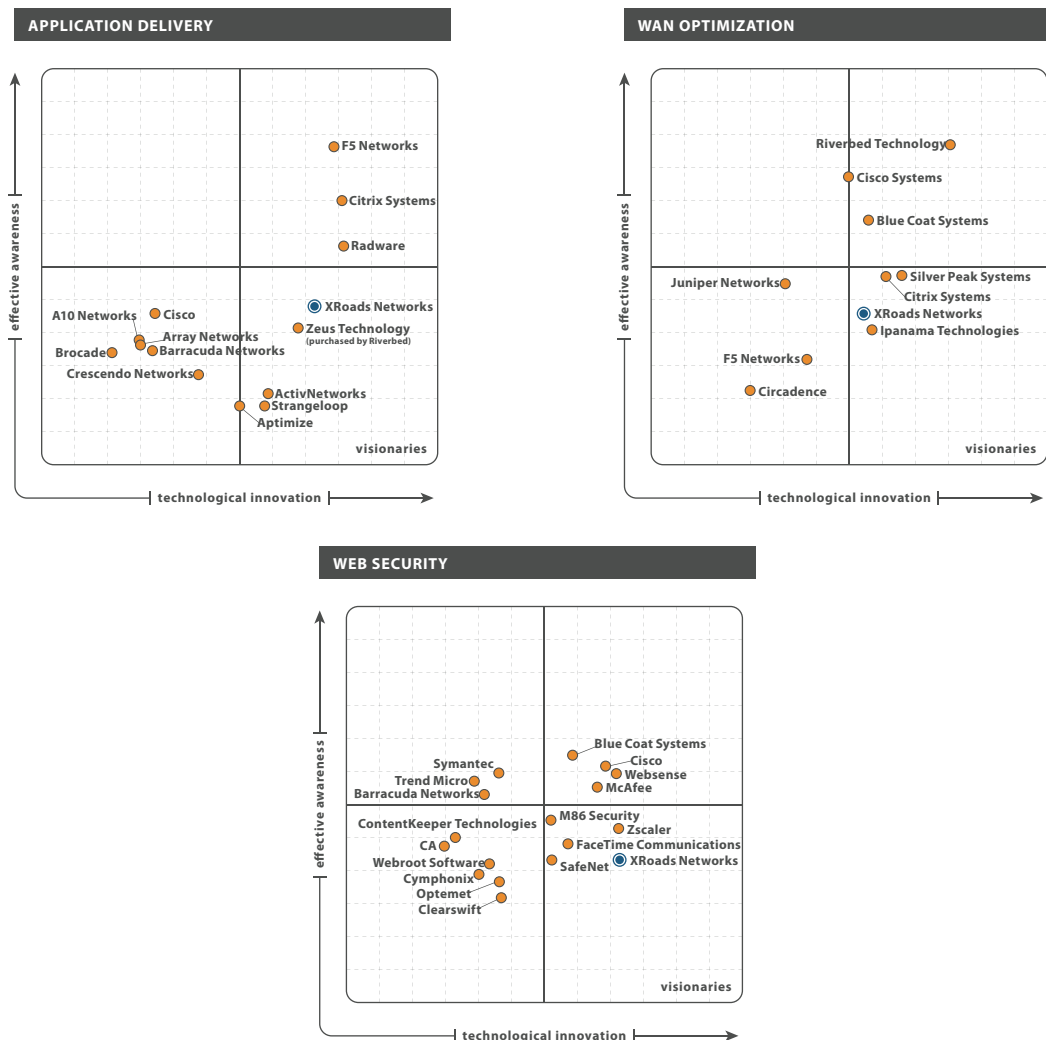 APPLICATION DELIVERY
effective awareness
F5 Networks
Citrix Systems
Radware
XRoads Networks
Cisco
A10 Networks
Zeus Technology
(purchased by Riverbed)
Array Networks
Brocade
Barracuda Networks
Crescendo Networks
ActivNetworks
Strangeloop
Aptimize
visionaries
technological innovation
WAN OPTIMIZATION
effective awareness
Riverbed Technology
Cisco Systems
Blue Coat Systems
Silver Peak Systems
Juniper Networks
Citrix Systems
XRoads Networks
Ipanama Technologies
F5 Networks
Circadence
visionaries
technological innovation
WEB SECURITY
effective awareness
Blue Coat Systems
Cisco
Symantec
Websense
Trend Micro
McAfee
Barracuda Networks
M86 Security
ContentKeeper Technologies
Zscaler
CA
FaceTime Communications
XRoads Networks
Webroot Software
SafeNet
Cymphonix
Optemet
Clearswift
visionaries
technological innovation